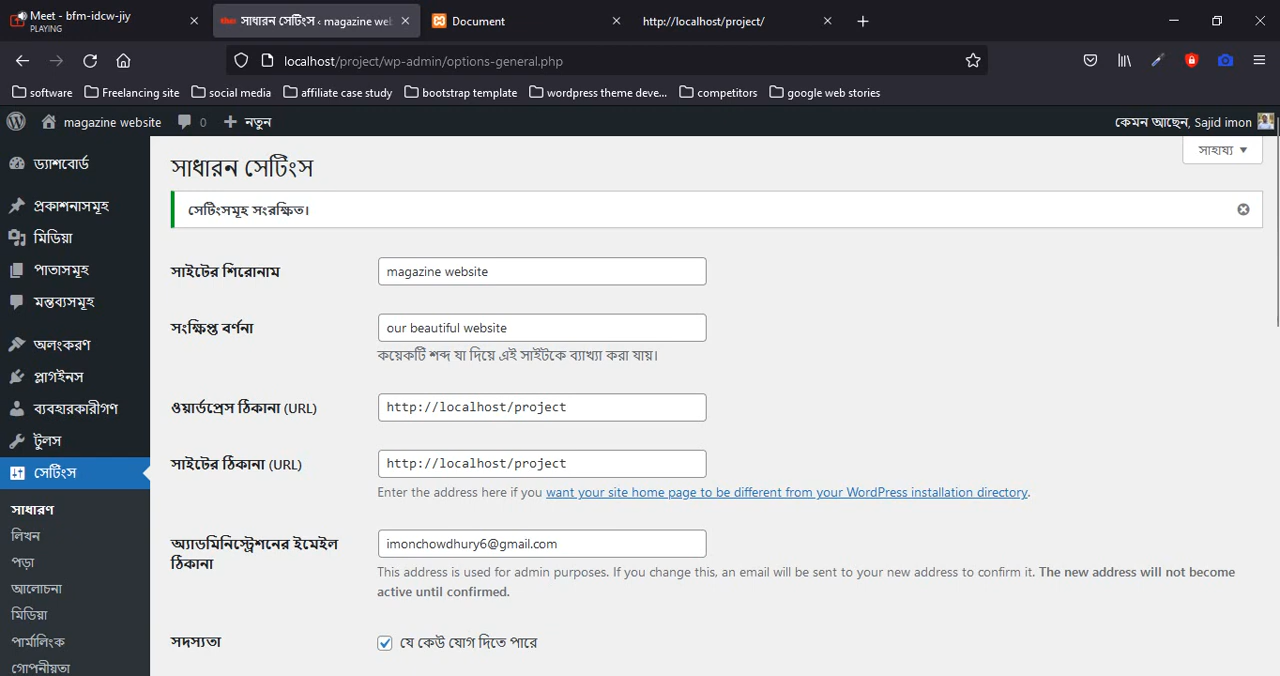 Meet - bfm-idcw-jiy
PLAYING
সাধারন সেটিংস ‹ magazine web
Document
http://localhost/project/
localhost/project/wp-admin/options-general.php
software
Freelancing site
social media
affiliate case study
bootstrap template
wordpress theme deve...
competitors
google web stories
magazine website
0
নতুন
কেমন আছেন, Sajid imon
ড্যাশবোর্ড
প্রকাশনাসমূহ
মিডিয়া
পাতাসমূহ
মন্তব্যসমূহ
অলংকরণ
প্লাগইনস
ব্যবহারকারীগণ
টুলস
সেটিংস
সাধারণ
লিখন
পড়া
আলোচনা
মিডিয়া
পার্মালিংক
গোপনীয়তা
সাহায্য
সাধারন সেটিংস
সেটিংসমূহ সংরক্ষিত।
সাইটের শিরোনাম
magazine website
সংক্ষিপ্ত বর্ণনা
our beautiful website
কয়েকটি শব্দ যা দিয়ে এই সাইটকে ব্যাখ্যা করা যায়।
ওয়ার্ডপ্রেস ঠিকানা (URL)
http://localhost/project
সাইটের ঠিকানা (URL)
http://localhost/project
Enter the address here if you want your site home page to be different from your WordPress installation directory.
অ্যাডমিনিস্ট্রেশনের ইমেইল
ঠিকানা
imonchowdhury6@gmail.com
This address is used for admin purposes. If you change this, an email will be sent to your new address to confirm it. The new address will not become
active until confirmed.
সদস্যতা
যে কেউ যোগ দিতে পারে